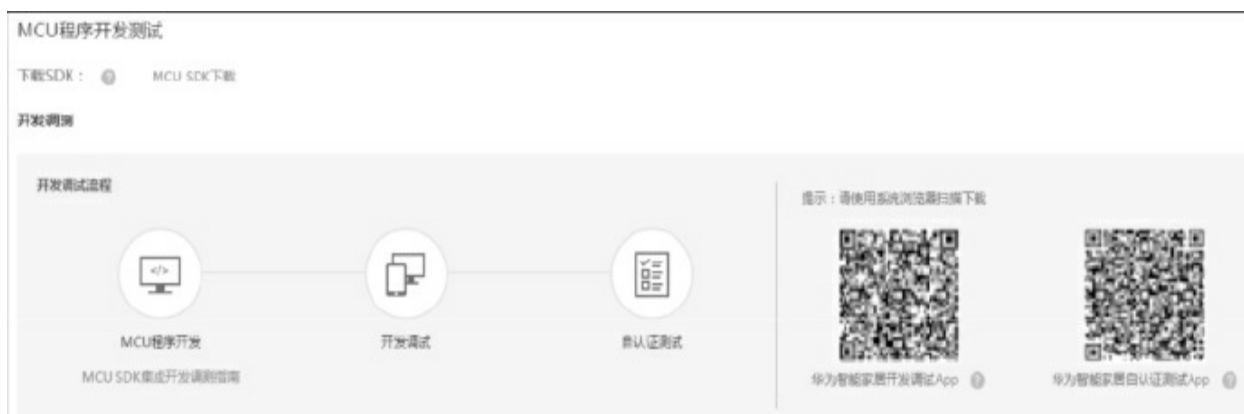 MCU程序开发测试
下载SDK： MCU SDK下载
开发调测
开发调试流程
提示：请使用系统浏览器扫描下载
</>
MCU程序开发 开发调试 自认证测试
MCU SDK集成开发调测指南
华为智能家居开发调试App 华为智能家居自认证测试App